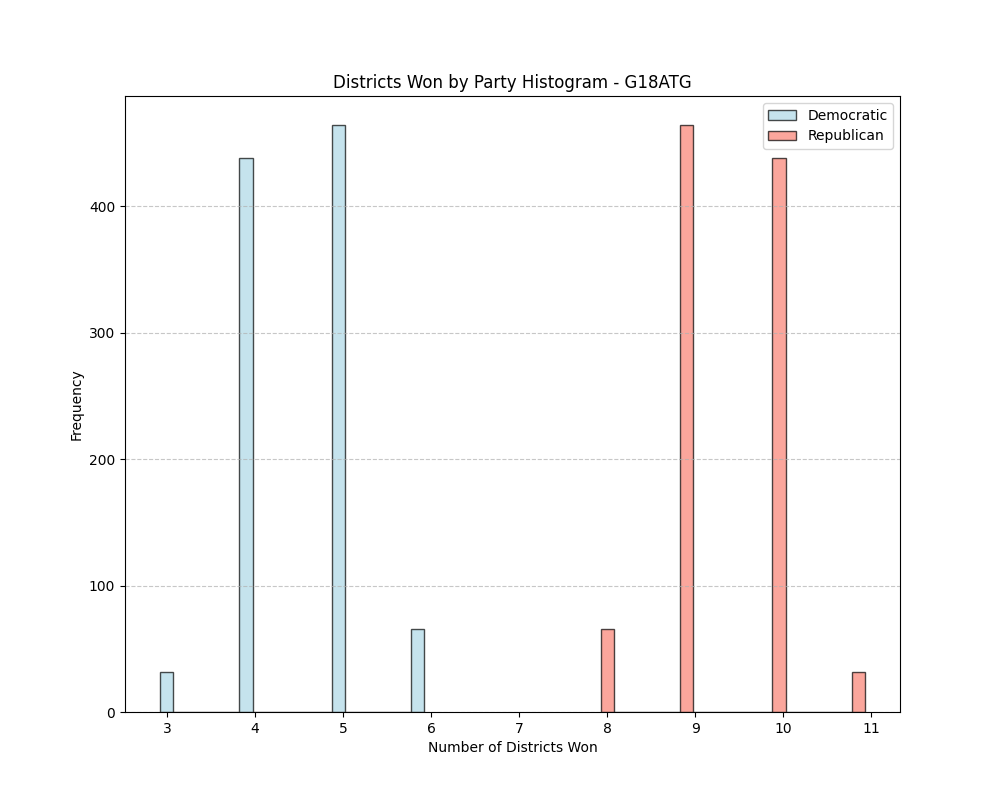 Districts Won by Party Histogram - G18ATG
Democratic
Republican
Frequency
400
300
200
100
0
3 4 5 6 7 8 9 10 11
Number of Districts Won